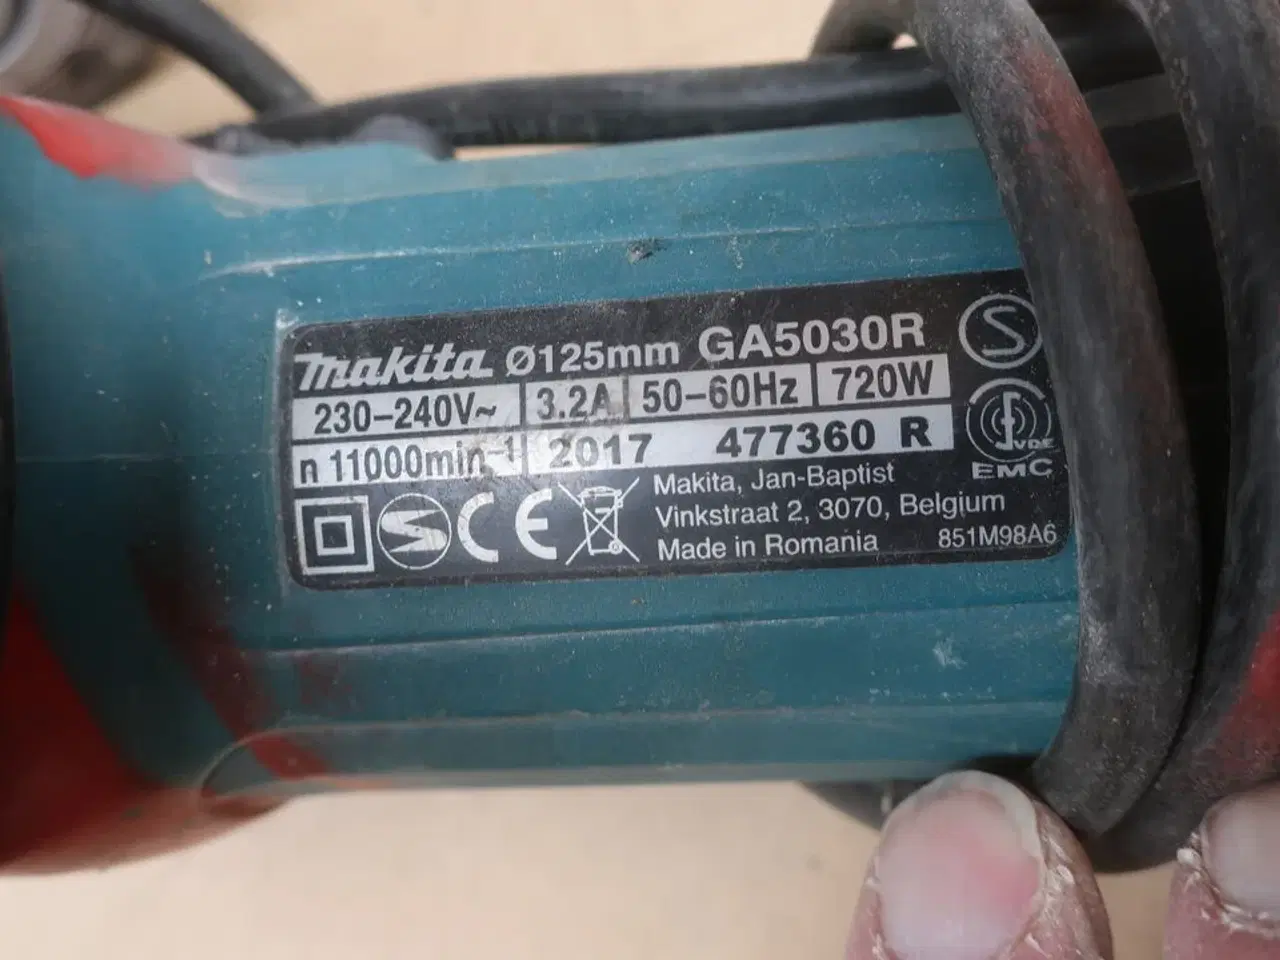 makita Ø125mm GA5030R
230-240V~ 3.2A 50-60Hz 720W
n 11000min-1 2017 477360 R
Makita, Jan-Baptist
Vinkstraat 2, 3070, Belgium
Made in Romania 851M98A6
CE
S
VDE
EMC